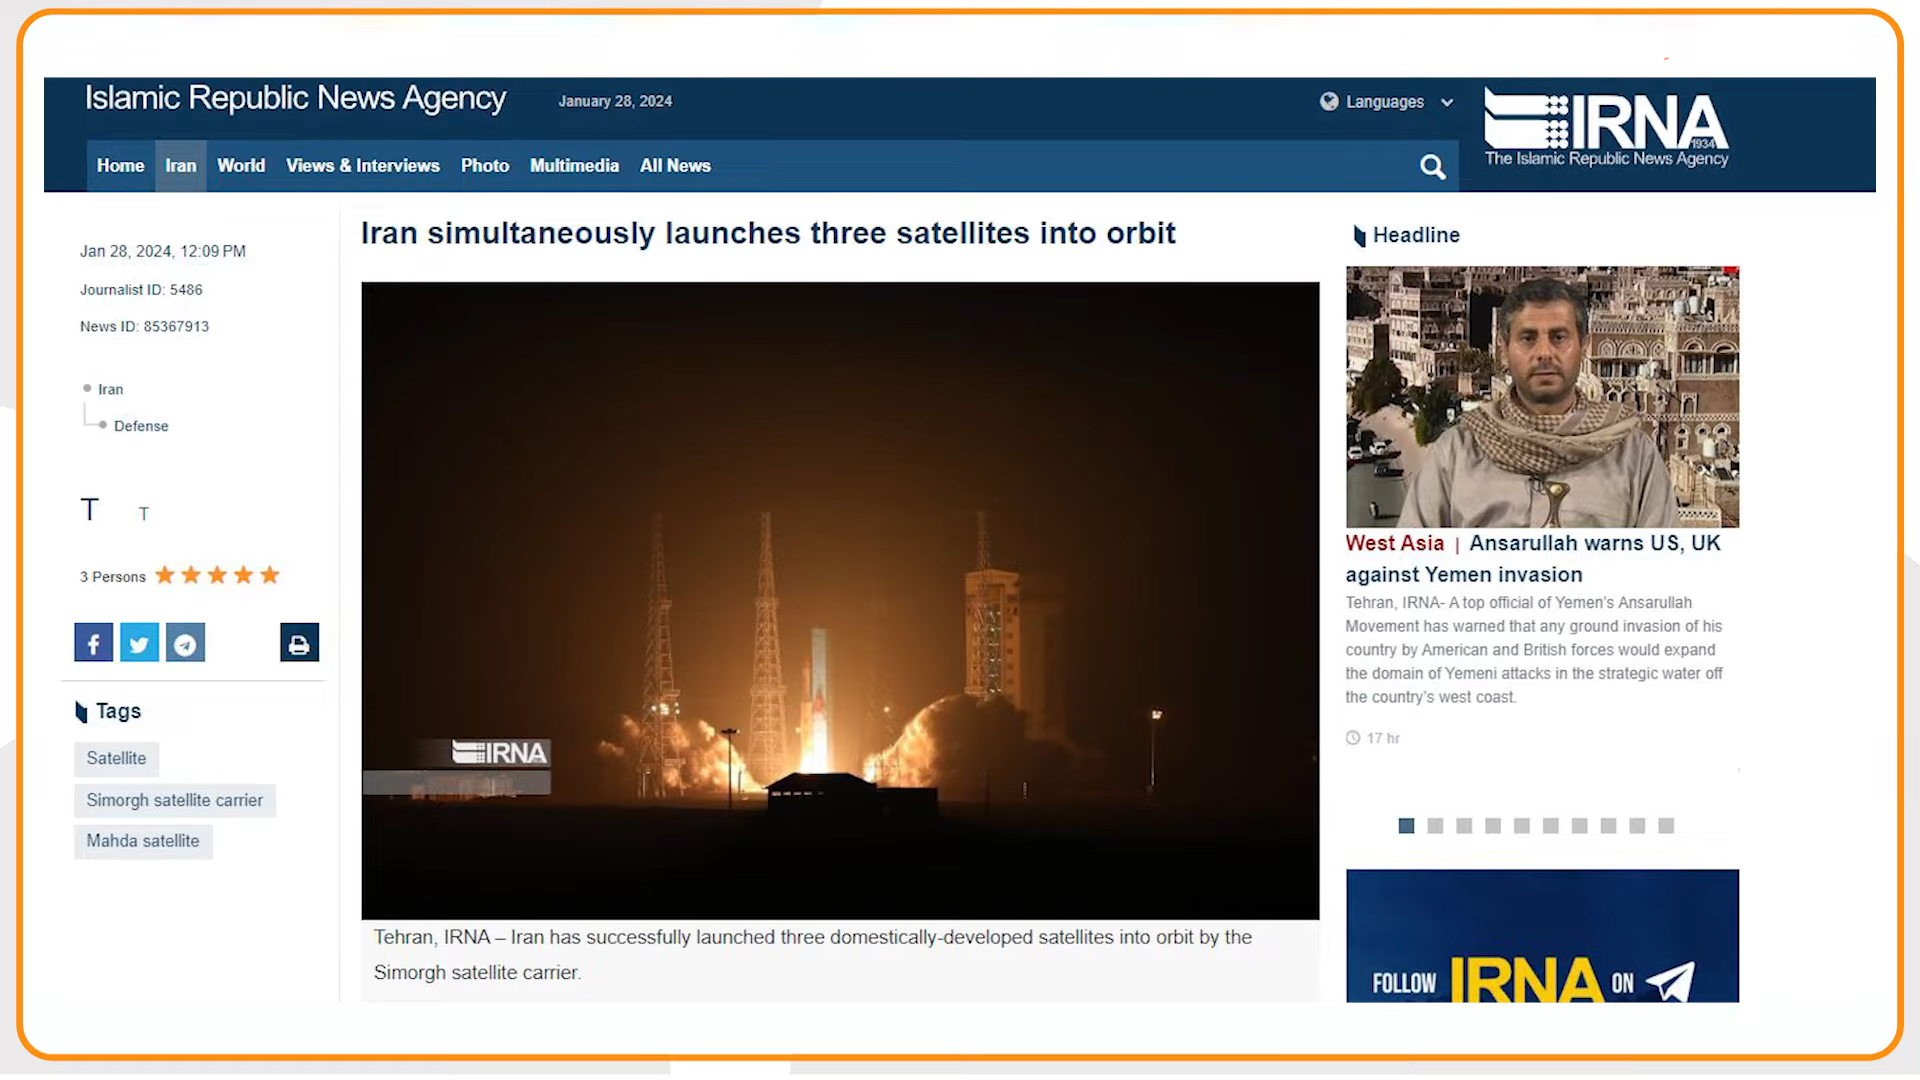 Islamic Republic News Agency
January 28, 2024
Languages
IRNA
1934
The Islamic Republic News Agency
Home Iran World Views & Interviews Photo Multimedia All News
Jan 28, 2024, 12:09 PM
Journalist ID: 5486
News ID: 85367913
Iran
Defense
T T
3 Persons
Tags
Satellite
Simorgh satellite carrier
Mahda satellite
Iran simultaneously launches three satellites into orbit
IRNA
Tehran, IRNA – Iran has successfully launched three domestically-developed satellites into orbit by the
Simorgh satellite carrier.
Headline
West Asia | Ansarullah warns US, UK
against Yemen invasion
Tehran, IRNA- A top official of Yemen's Ansarullah
Movement has warned that any ground invasion of his
country by American and British forces would expand
the domain of Yemeni attacks in the strategic water off
the country's west coast.
17 hr
FOLLOW IRNA ON